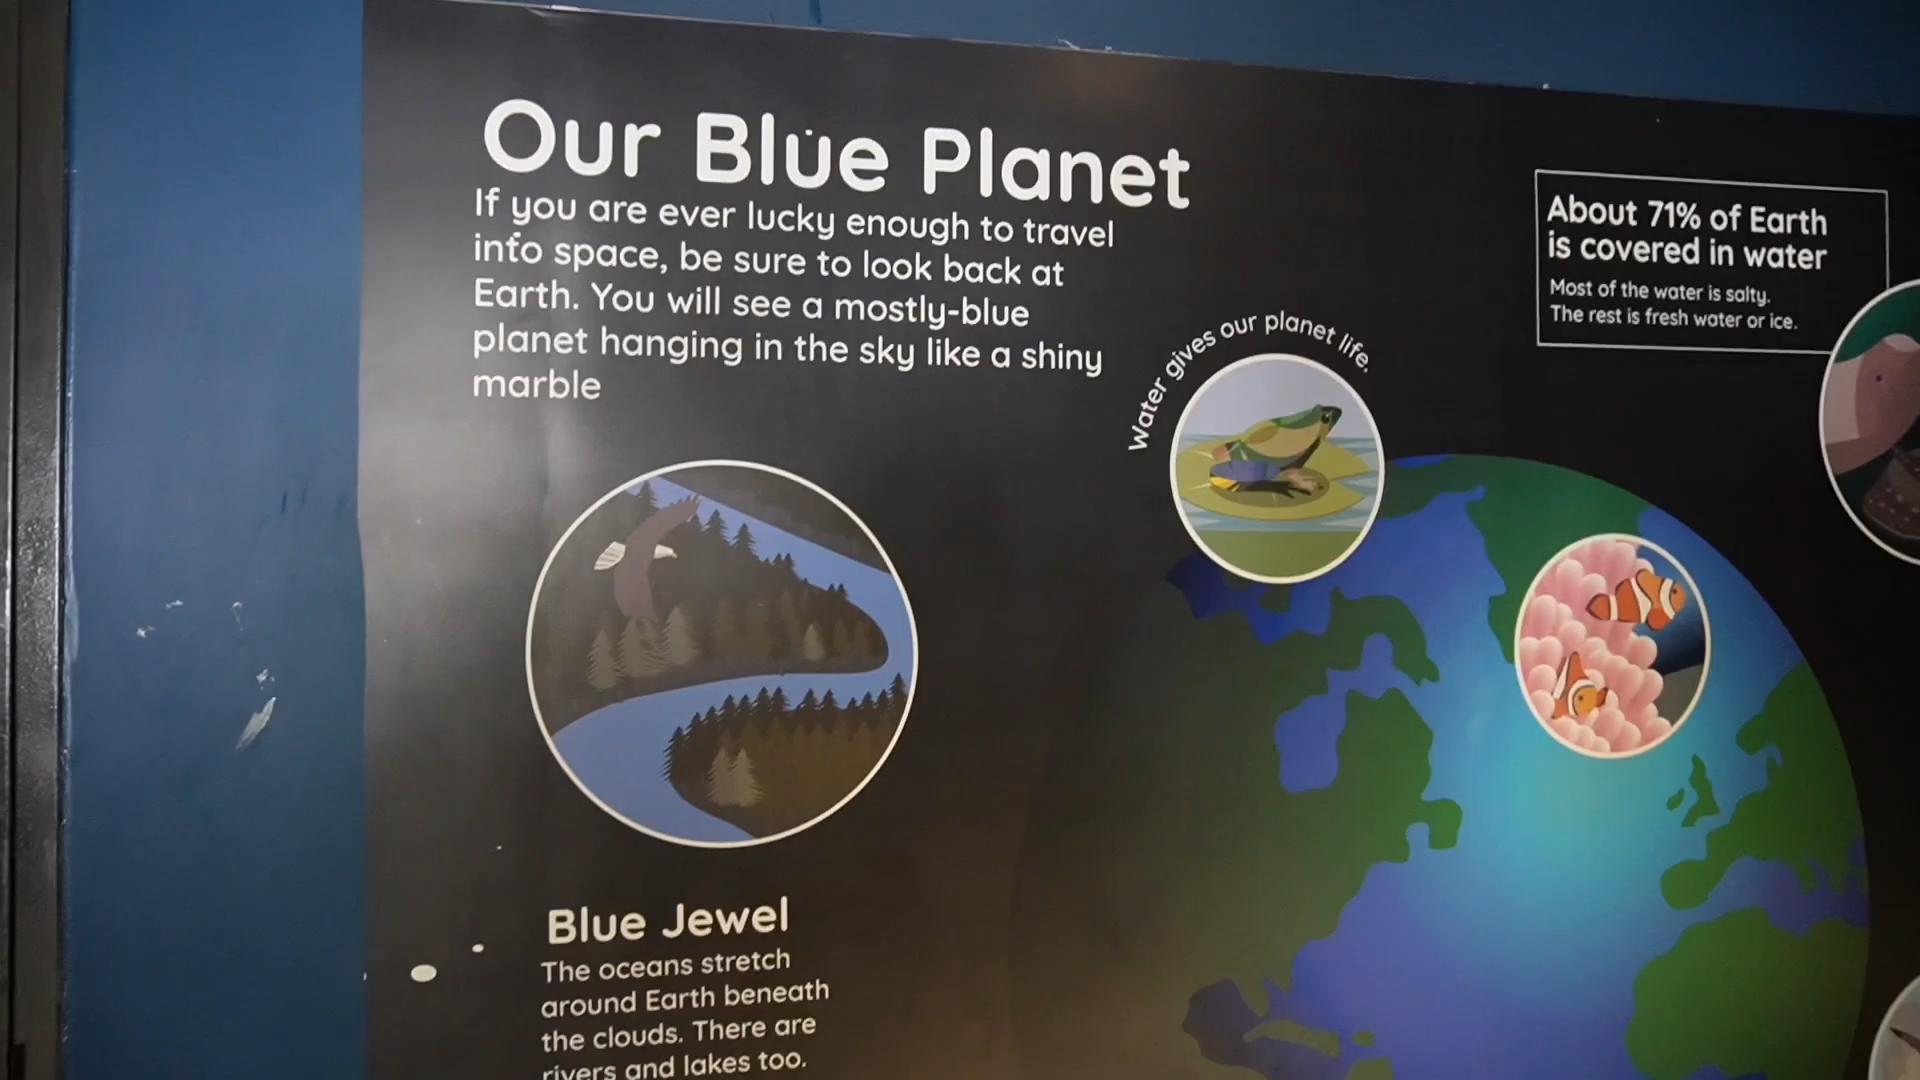 Our Blue Planet
If you are ever lucky enough to travel
into space, be sure to look back at
Earth. You will see a mostly-blue
planet hanging in the sky like a shiny
marble
About 71% of Earth
is covered in water
Most of the water is salty.
The rest is fresh water or ice.
Water gives our planet life.
Blue Jewel
The oceans stretch
around Earth beneath
the clouds. There are
rivers and lakes too.